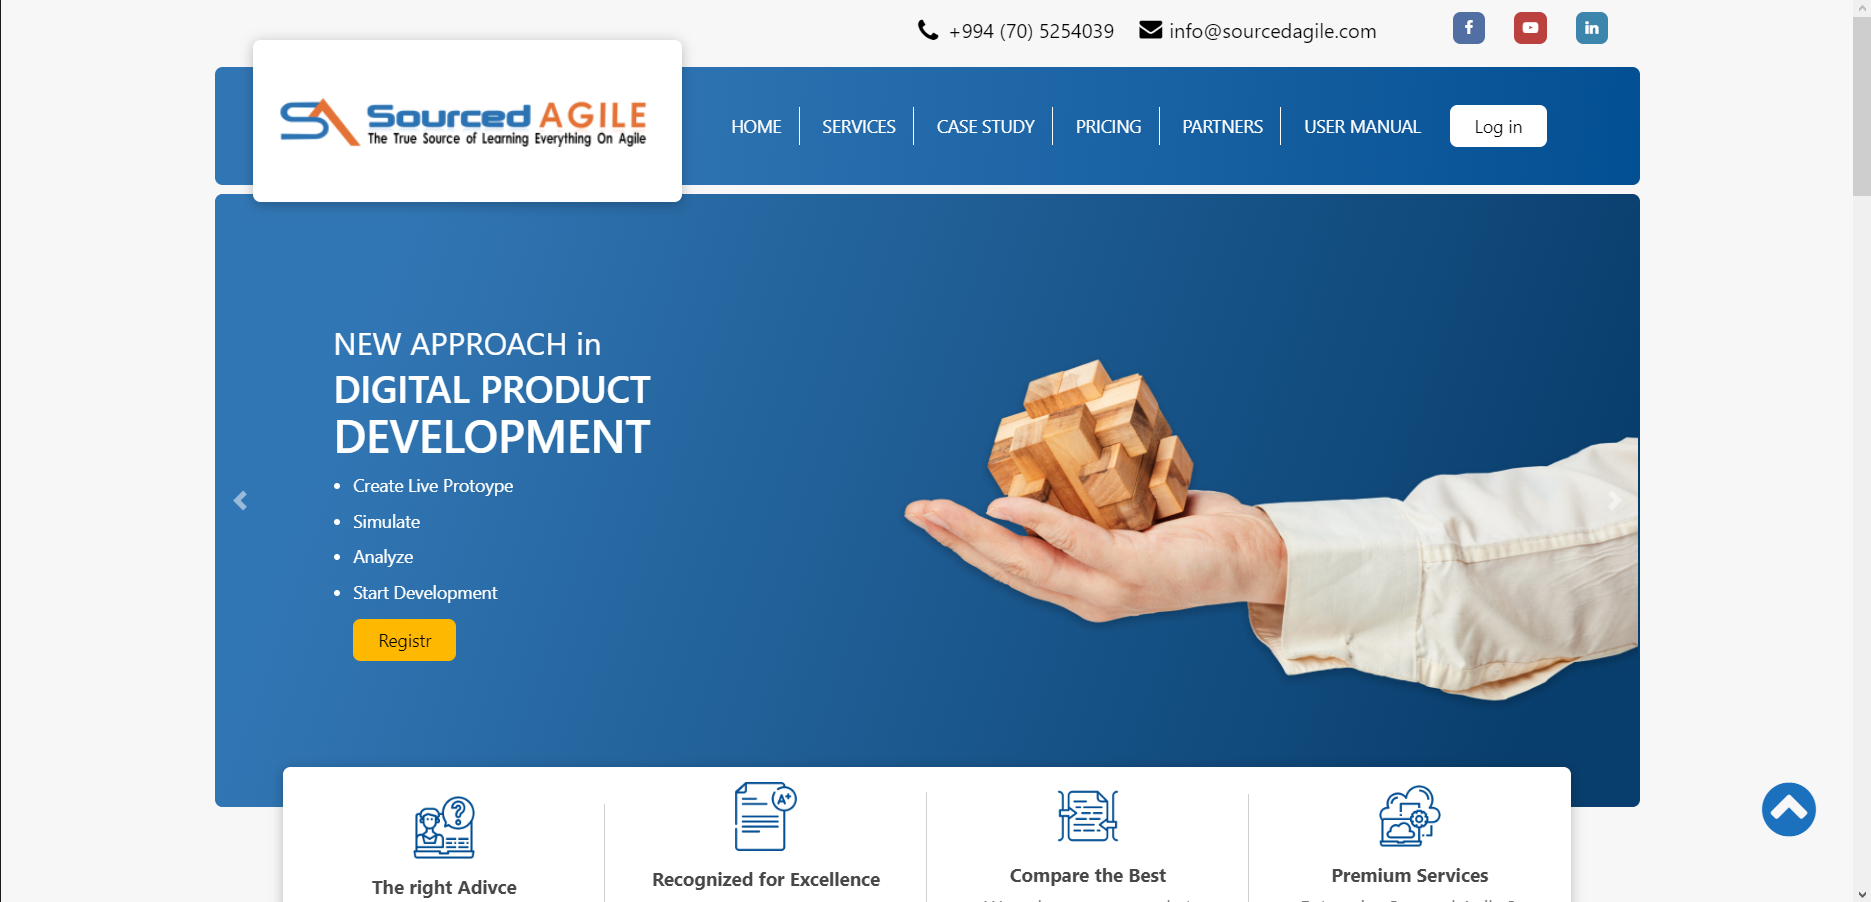 +994 (70) 5254039
info@sourcedagile.com
Sourced AGILE
The True Source of Learning Everything On Agile
HOME
SERVICES
CASE STUDY
PRICING
PARTNERS
USER MANUAL
Log in
NEW APPROACH in
DIGITAL PRODUCT
DEVELOPMENT
Create Live Protoype
Simulate
Analyze
Start Development
Registr
A+
The right Adivce
Recognized for Excellence
Compare the Best
Premium Services